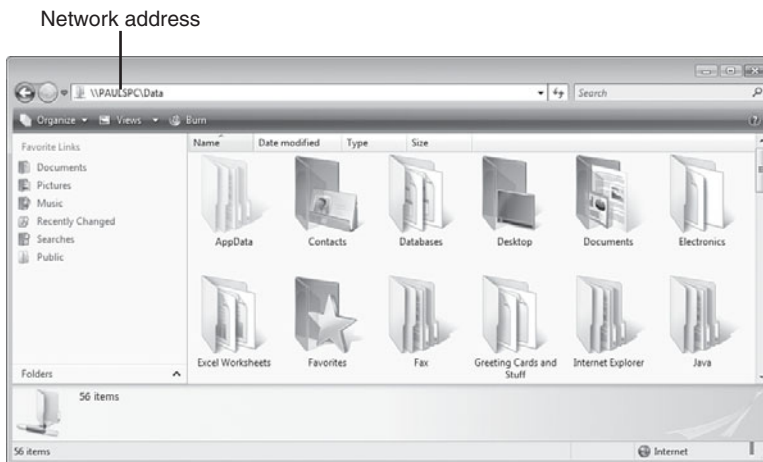 Network address
\\PAULSPC\Data
Search
Organize Views Burn
Favorite Links
Name Date modified Type Size
Documents
Pictures
Music
Recently Changed
Searches
Public
AppData Contacts Databases Desktop Documents Electronics
Excel Worksheets Favorites Fax Greeting Cards and Stuff Internet Explorer Java
Folders
56 items
56 items Internet